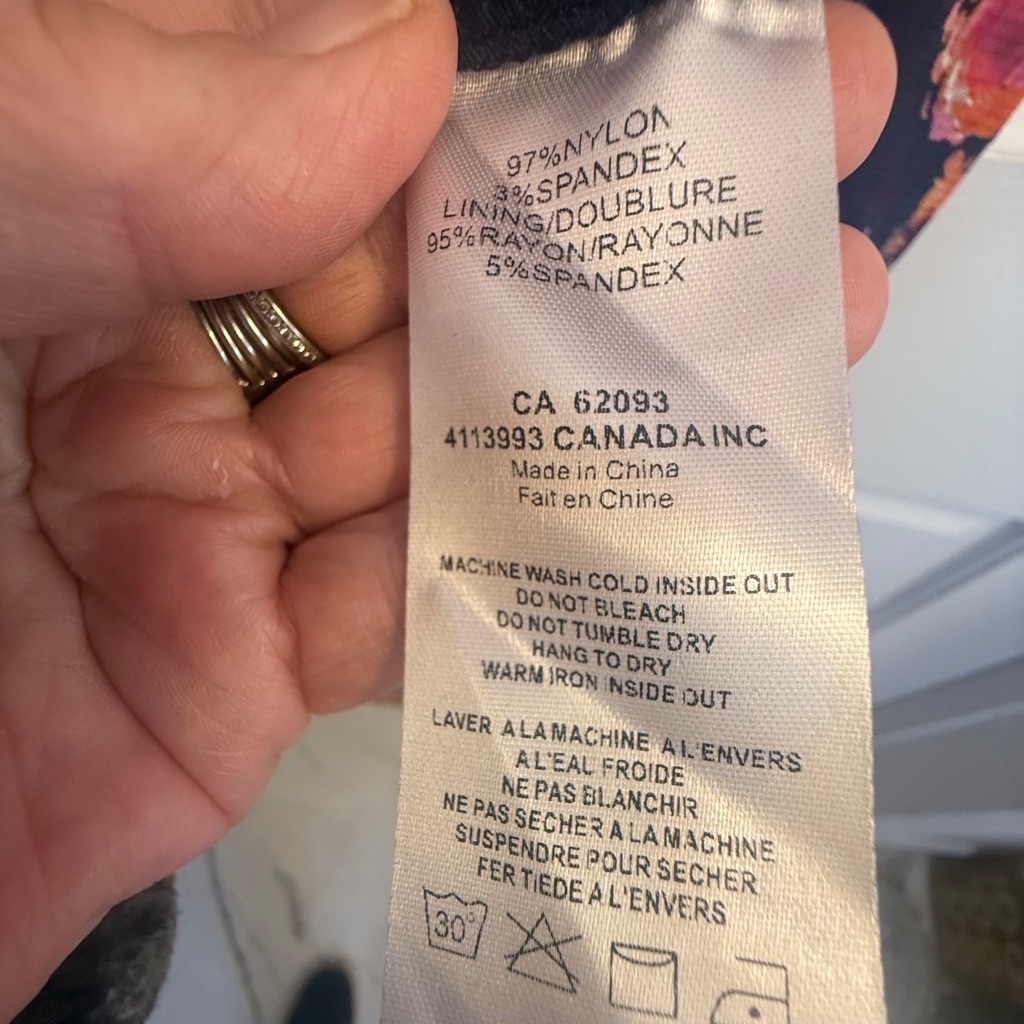 97%NYLON
3%SPANDEX
LINING/DOUBLURE
95%RAYON/RAYONNE
5%SPANDEX
CA 62093
4113993 CANADA INC
Made in China
Fait en Chine
MACHINE WASH COLD INSIDE OUT
DO NOT BLEACH
DO NOT TUMBLE DRY
HANG TO DRY
WARM IRON INSIDE OUT
LAVER A LA MACHINE A L'ENVERS
A L'EAU FROIDE
NE PAS BLANCHIR
NE PAS SECHER A LA MACHINE
SUSPENDRE POUR SECHER
FER TIEDE A L'ENVERS
30°